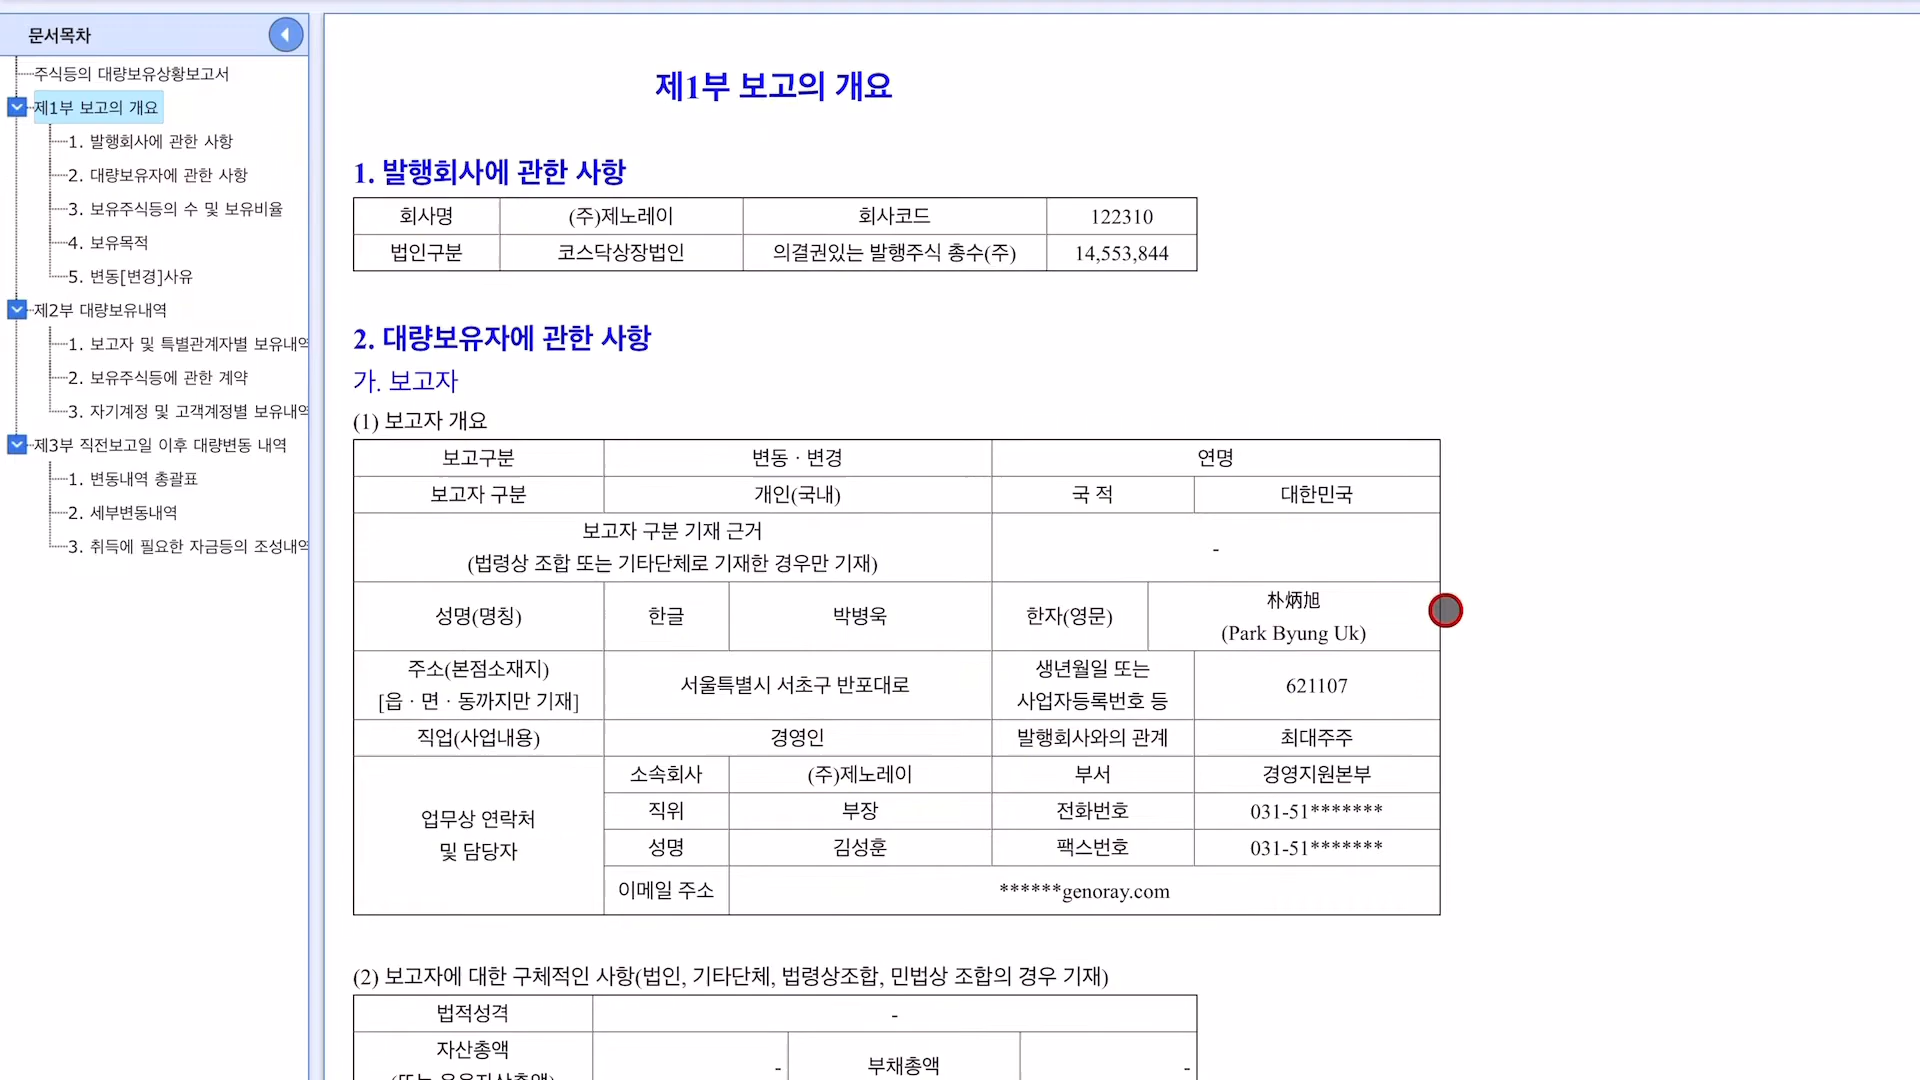 문서목차
주식등의 대량보유상황보고서
제1부 보고의 개요
1. 발행회사에 관한 사항
2. 대량보유자에 관한 사항
3. 보유주식등의 수 및 보유비율
4. 보유목적
5. 변동[변경]사유
제2부 대량보유내역
1. 보고자 및 특별관계자별 보유내역
2. 보유주식등에 관한 계약
3. 자기계정 및 고객계정별 보유내역
제3부 직전보고일 이후 대량변동 내역
1. 변동내역 총괄표
2. 세부변동내역
3. 취득에 필요한 자금등의 조성내역
제1부 보고의 개요
1. 발행회사에 관한 사항
회사명 (주)제노레이 회사코드 122310
법인구분 코스닥상장법인 의결권있는 발행주식 총수(주) 14,553,844
2. 대량보유자에 관한 사항
가. 보고자
(1) 보고자 개요
보고구분 변동 · 변경 연명
보고자 구분 개인(국내) 국 적 대한민국
보고자 구분 기재 근거
(법령상 조합 또는 기타단체로 기재한 경우만 기재)
-
성명(명칭) 한글 박병욱 한자(영문) 朴炳旭
(Park Byung Uk)
주소(본점소재지)
[읍 · 면 · 동까지만 기재]
서울특별시 서초구 반포대로
생년월일 또는
사업자등록번호 등
621107
직업(사업내용) 경영인 발행회사와의 관계 최대주주
업무상 연락처
및 담당자
소속회사 (주)제노레이 부서 경영지원본부
직위 부장 전화번호 031-51*******
성명 김성훈 팩스번호 031-51*******
이메일 주소 ******genoray.com
(2) 보고자에 대한 구체적인 사항(법인, 기타단체, 법령상조합, 민법상 조합의 경우 기재)
법적성격 -
자산총액
- 부채총액 -